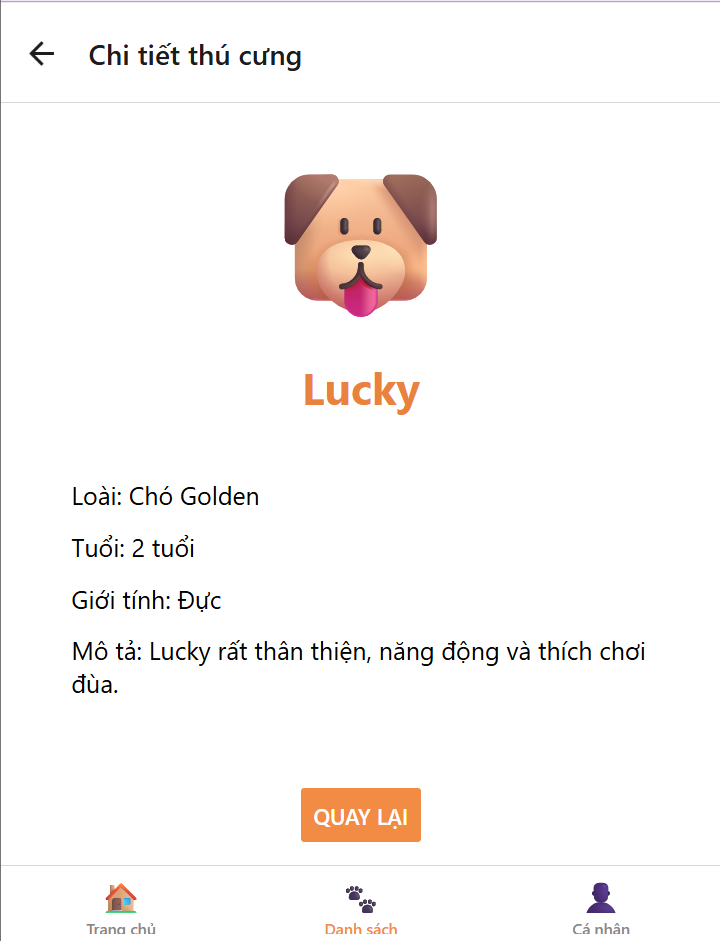 Chi tiết thú cưng
Lucky
Loài: Chó Golden
Tuổi: 2 tuổi
Giới tính: Đực
Mô tả: Lucky rất thân thiện, năng động và thích chơi
đùa.
QUAY LẠI
Trang chủ
Danh sách
Cá nhân